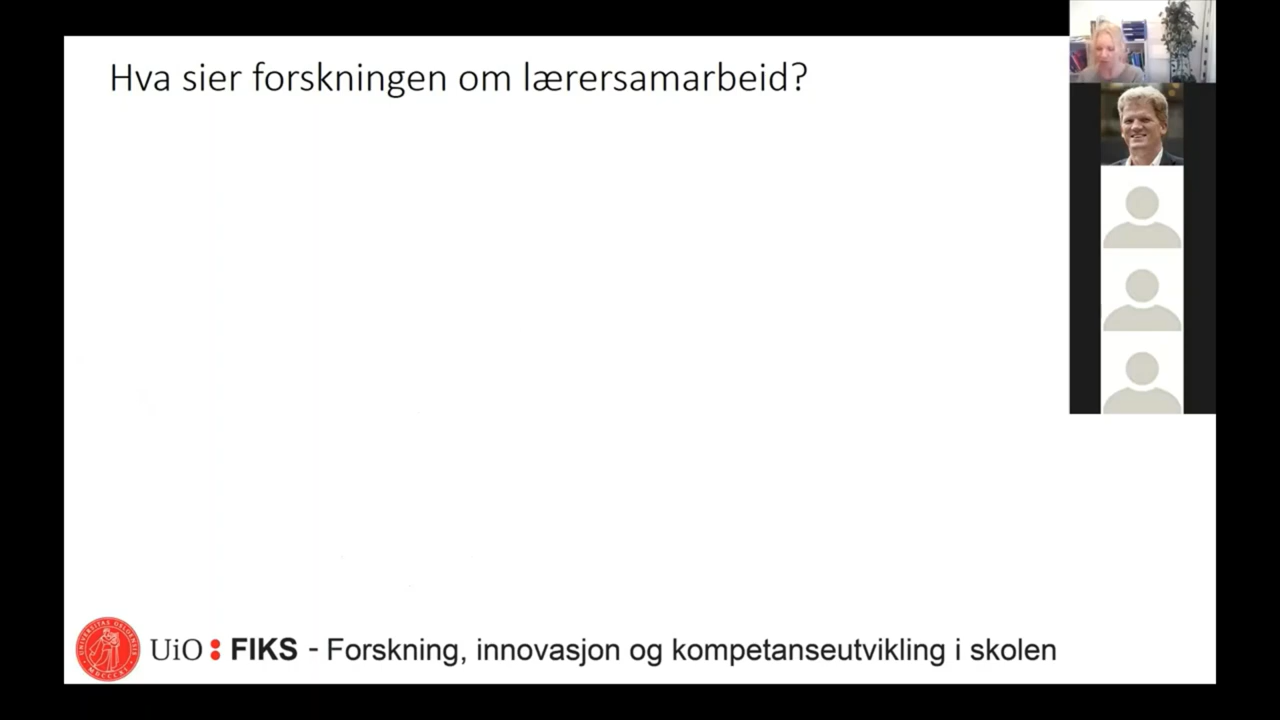 Hva sier forskningen om lærersamarbeid?
UiO : FIKS - Forskning, innovasjon og kompetanseutvikling i skolen